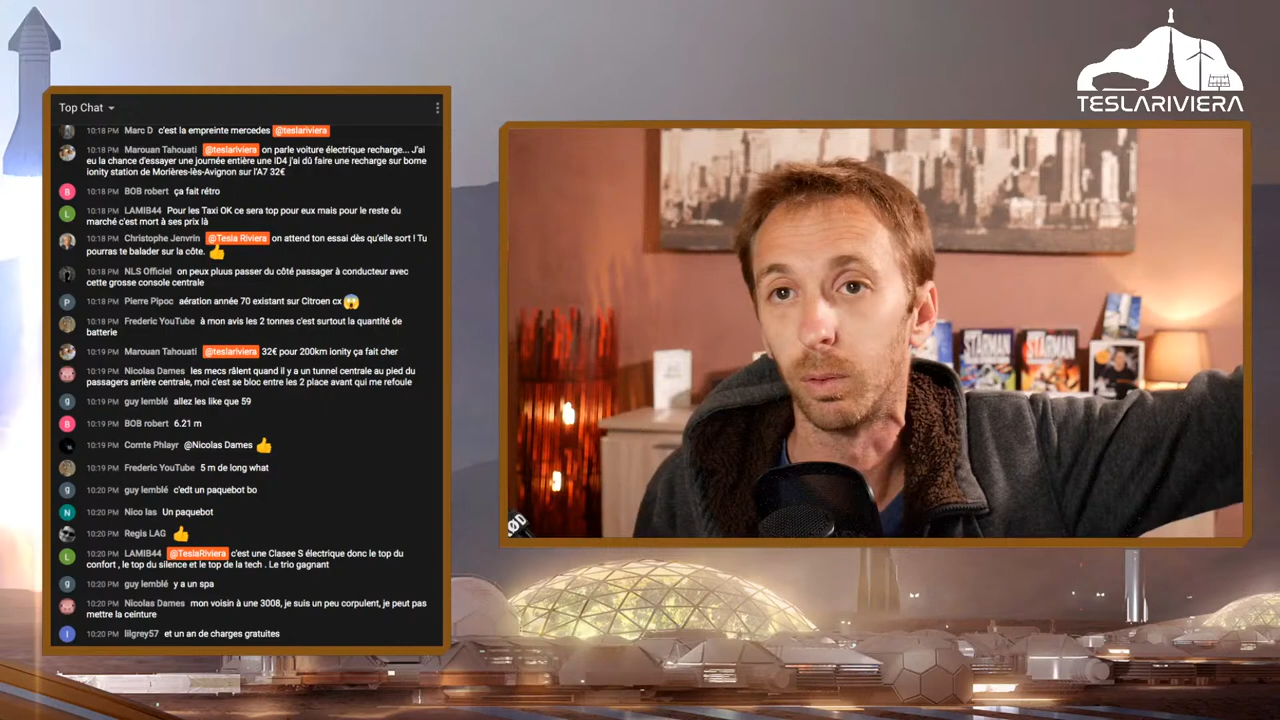 TESLARIVIERA
Top Chat
10:18 PM Marc D c'est la empreinte mercedes @teslariviera
10:18 PM Marouan Tahouati @teslariviera on parle voiture électrique recharge... J'ai
eu la chance d'essayer une journée entière une ID4 j'ai dû faire une recharge sur borne
ionity station de Morières-lès-Avignon sur l'A7 32€
B 10:18 PM BOB robert ça fait rétro
L 10:18 PM LAMIB44 Pour les Taxi OK ce sera top pour eux mais pour le reste du
marché c'est mort à ses prix là
10:18 PM Christophe Jenvrin @Tesla Riviera on attend ton essai dès qu'elle sort ! Tu
pourras te balader sur la côte. 👍
10:18 PM NLS Officiel on peux pluus passer du côté passager à conducteur avec
cette grosse console centrale
P 10:18 PM Pierre Pipoc aération année 70 existant sur Citroen cx 😱
10:18 PM Frederic YouTube à mon avis les 2 tonnes c'est surtout la quantité de
batterie
10:19 PM Marouan Tahouati @teslariviera 32€ pour 200km ionity ça fait cher
10:19 PM Nicolas Dames les mecs râlent quand il y a un tunnel centrale au pied du
passagers arrière centrale, moi c'est se bloc entre les 2 place avant qui me refoule
g 10:19 PM guy lemblé allez les like que 59
B 10:19 PM BOB robert 6.21 m
10:19 PM Comte Phlayr @Nicolas Dames 👍
10:19 PM Frederic YouTube 5 m de long what
g 10:20 PM guy lemblé c'edt un paquebot bo
N 10:20 PM Nico las Un paquebot
10:20 PM Regis LAG 👍
L 10:20 PM LAMIB44 @TeslaRiviera c'est une Clasee S électrique donc le top du
confort , le top du silence et le top de la tech . Le trio gagnant
g 10:20 PM guy lemblé y a un spa
10:20 PM Nicolas Dames mon voisin à une 3008, je suis un peu corpulent, je peut pas
mettre la ceinture
l 10:20 PM lilgrey57 et un an de charges gratuites
STARMAN
STARMAN
RØD